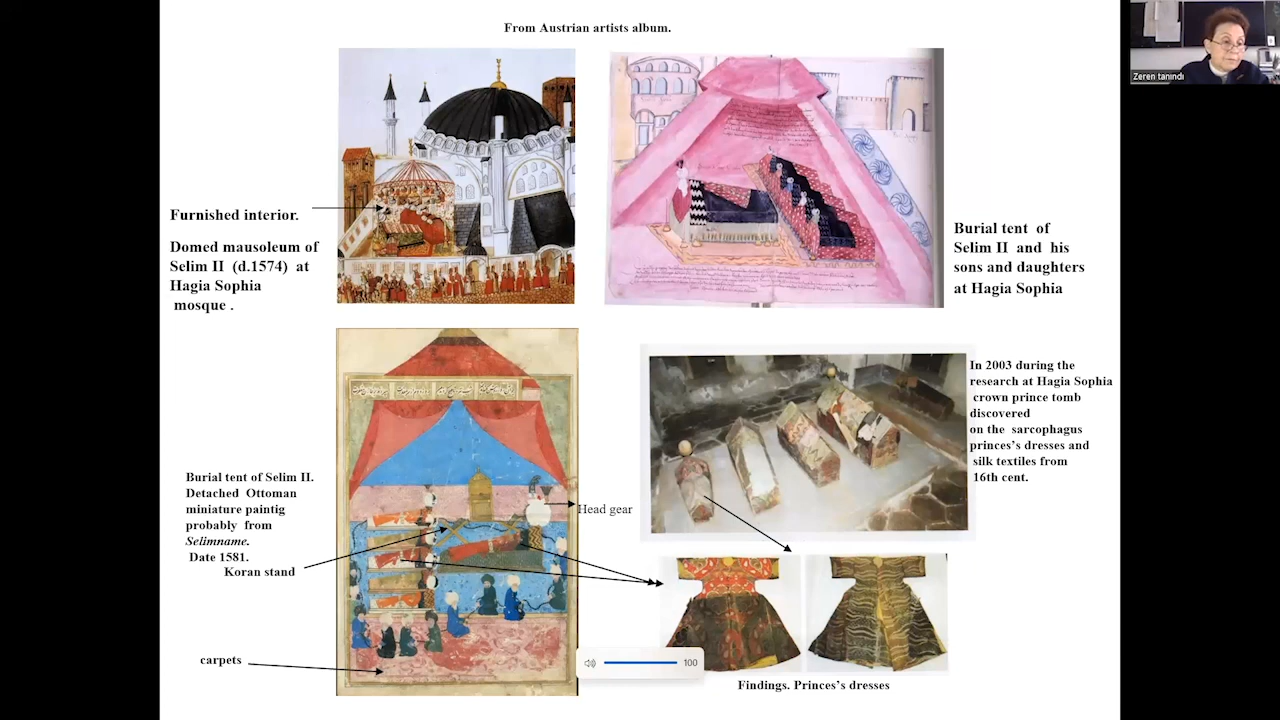 From Austrian artists album.
Zeren tanındı
Furnished interior.
Domed mausoleum of
Selim II (d.1574) at
Hagia Sophia
mosque .
Burial tent of
Selim II and his
sons and daughters
at Hagia Sophia
In 2003 during the
research at Hagia Sophia
crown prince tomb
discovered
on the sarcophagus
princes's dresses and
silk textiles from
16th cent.
Burial tent of Selim II.
Detached Ottoman
miniature paintig
probably from
Selimname.
Date 1581.
Koran stand
Head gear
carpets
100
Findings. Princes's dresses